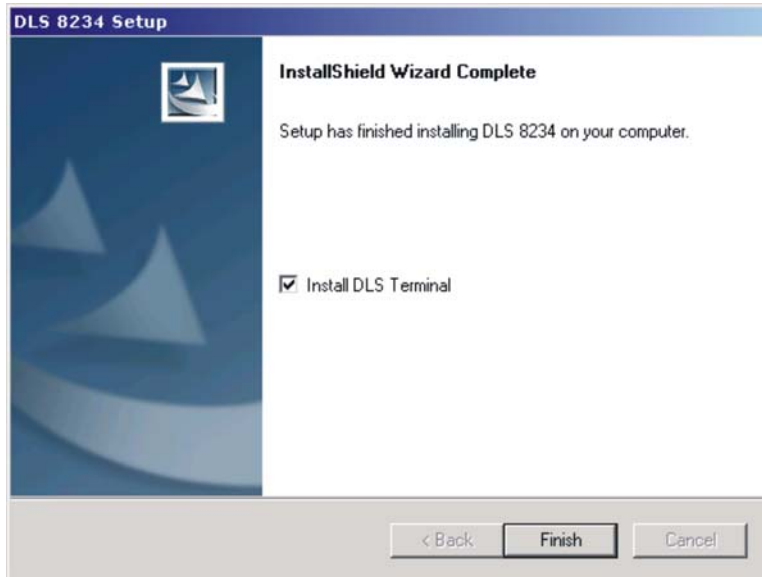 DLS 8234 Setup
InstallShield Wizard Complete
Setup has finished installing DLS 8234 on your computer.
Install DLS Terminal
< Back
Finish
Cancel